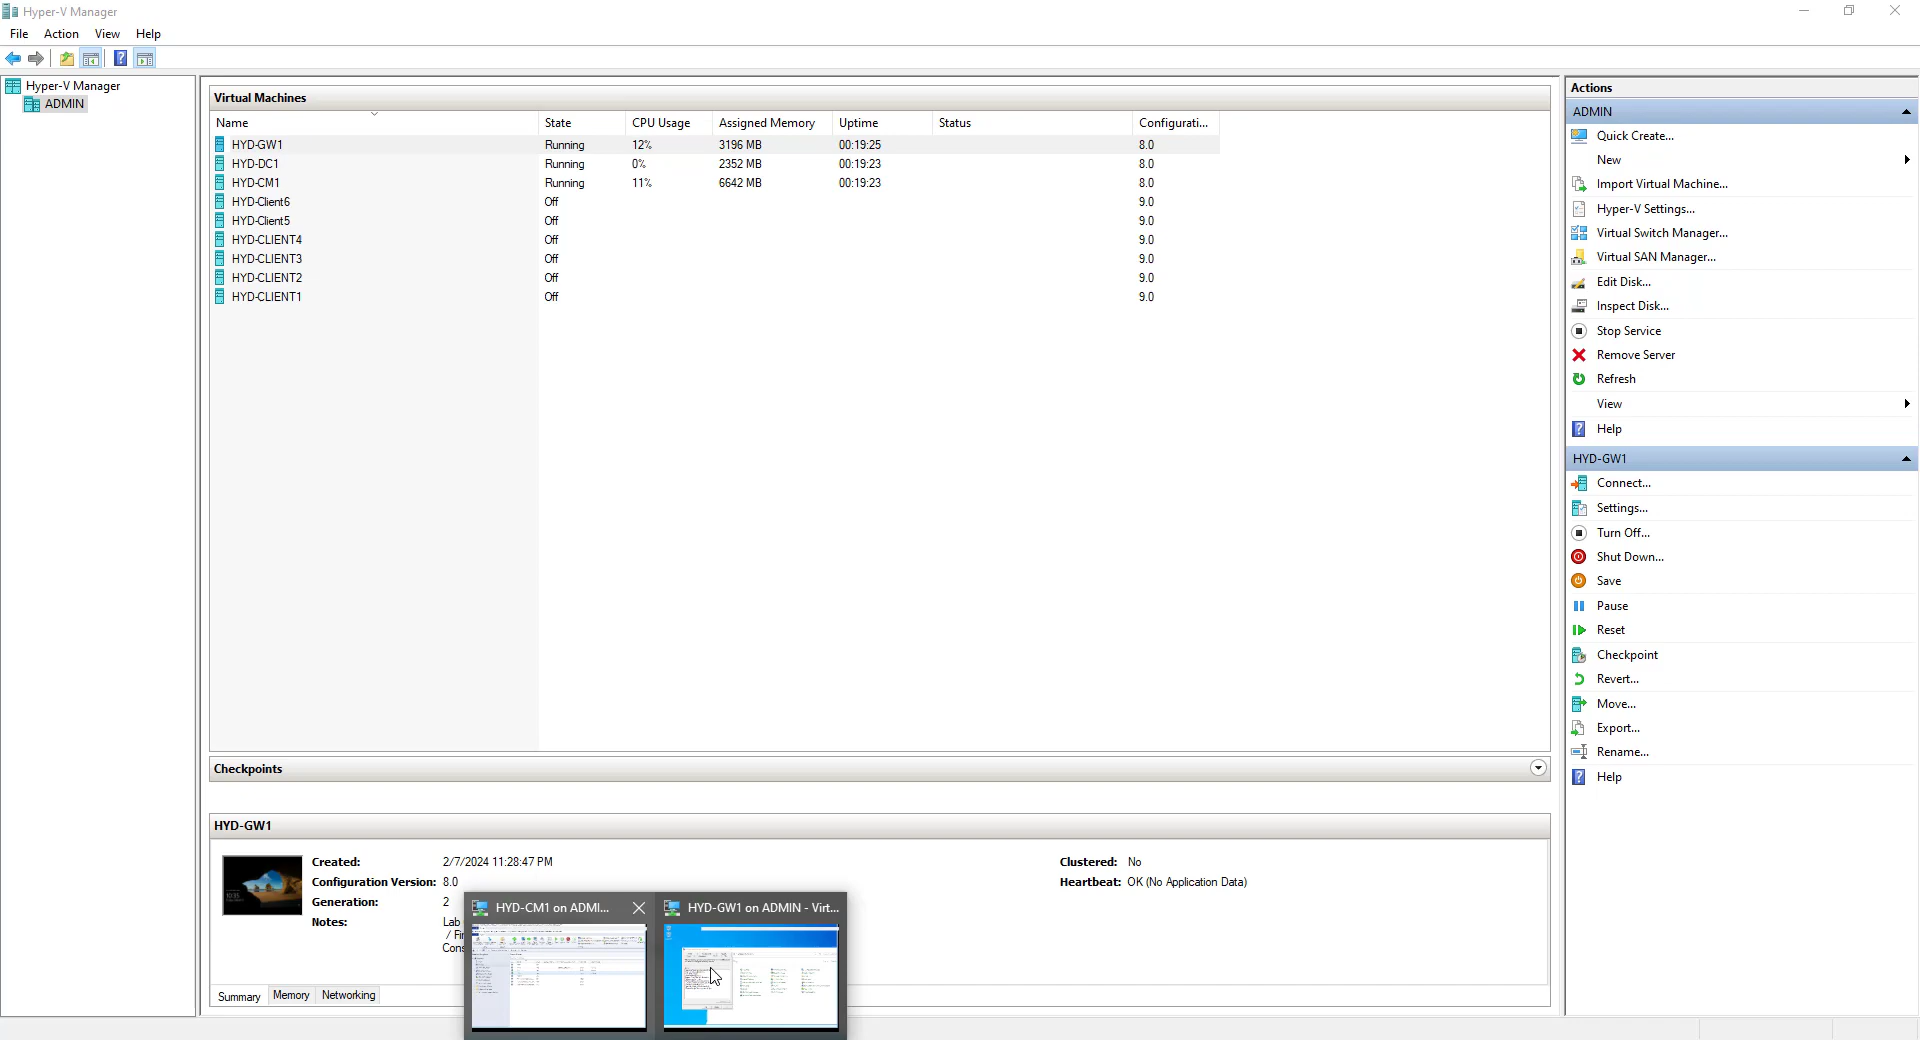 Hyper-V Manager
File Action View Help
Hyper-V Manager
ADMIN
Virtual Machines
Name State CPU Usage Assigned Memory Uptime Status Configurati...
HYD-GW1 Running 12% 3196 MB 00:19:25 8.0
HYD-DC1 Running 0% 2352 MB 00:19:23 8.0
HYD-CM1 Running 11% 6642 MB 00:19:23 8.0
HYD-Client6 Off 9.0
HYD-Client5 Off 9.0
HYD-CLIENT4 Off 9.0
HYD-CLIENT3 Off 9.0
HYD-CLIENT2 Off 9.0
HYD-CLIENT1 Off 9.0
Checkpoints
HYD-GW1
Created: 2/7/2024 11:28:47 PM
Configuration Version: 8.0
Generation: 2
Notes: Lab
/ Fir
Cons
Clustered: No
Heartbeat: OK (No Application Data)
Summary Memory Networking
HYD-CM1 on ADMI...
HYD-GW1 on ADMIN - Virt...
Actions
ADMIN
Quick Create...
New
Import Virtual Machine...
Hyper-V Settings...
Virtual Switch Manager...
Virtual SAN Manager...
Edit Disk...
Inspect Disk...
Stop Service
Remove Server
Refresh
View
Help
HYD-GW1
Connect...
Settings...
Turn Off...
Shut Down...
Save
Pause
Reset
Checkpoint
Revert...
Move...
Export...
Rename...
Help